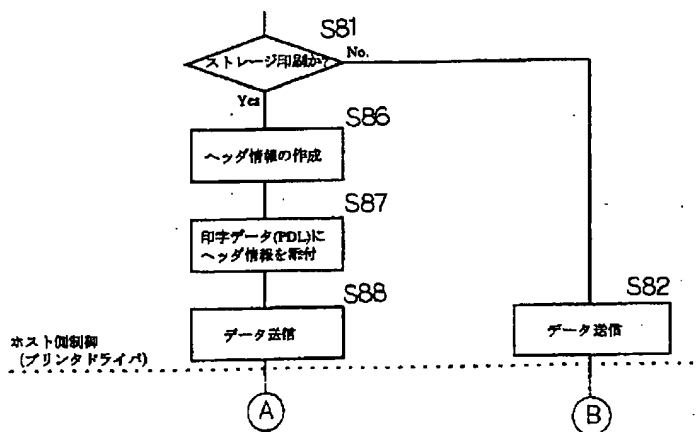 S81
ストレージ印刷か?
No.
Yes
S86
ヘッダ情報の作成
S87
印字データ(PDL)に
ヘッダ情報を添付
S88
データ送信
S82
データ送信
ホスト側制御
(プリンタドライバ)
A
B